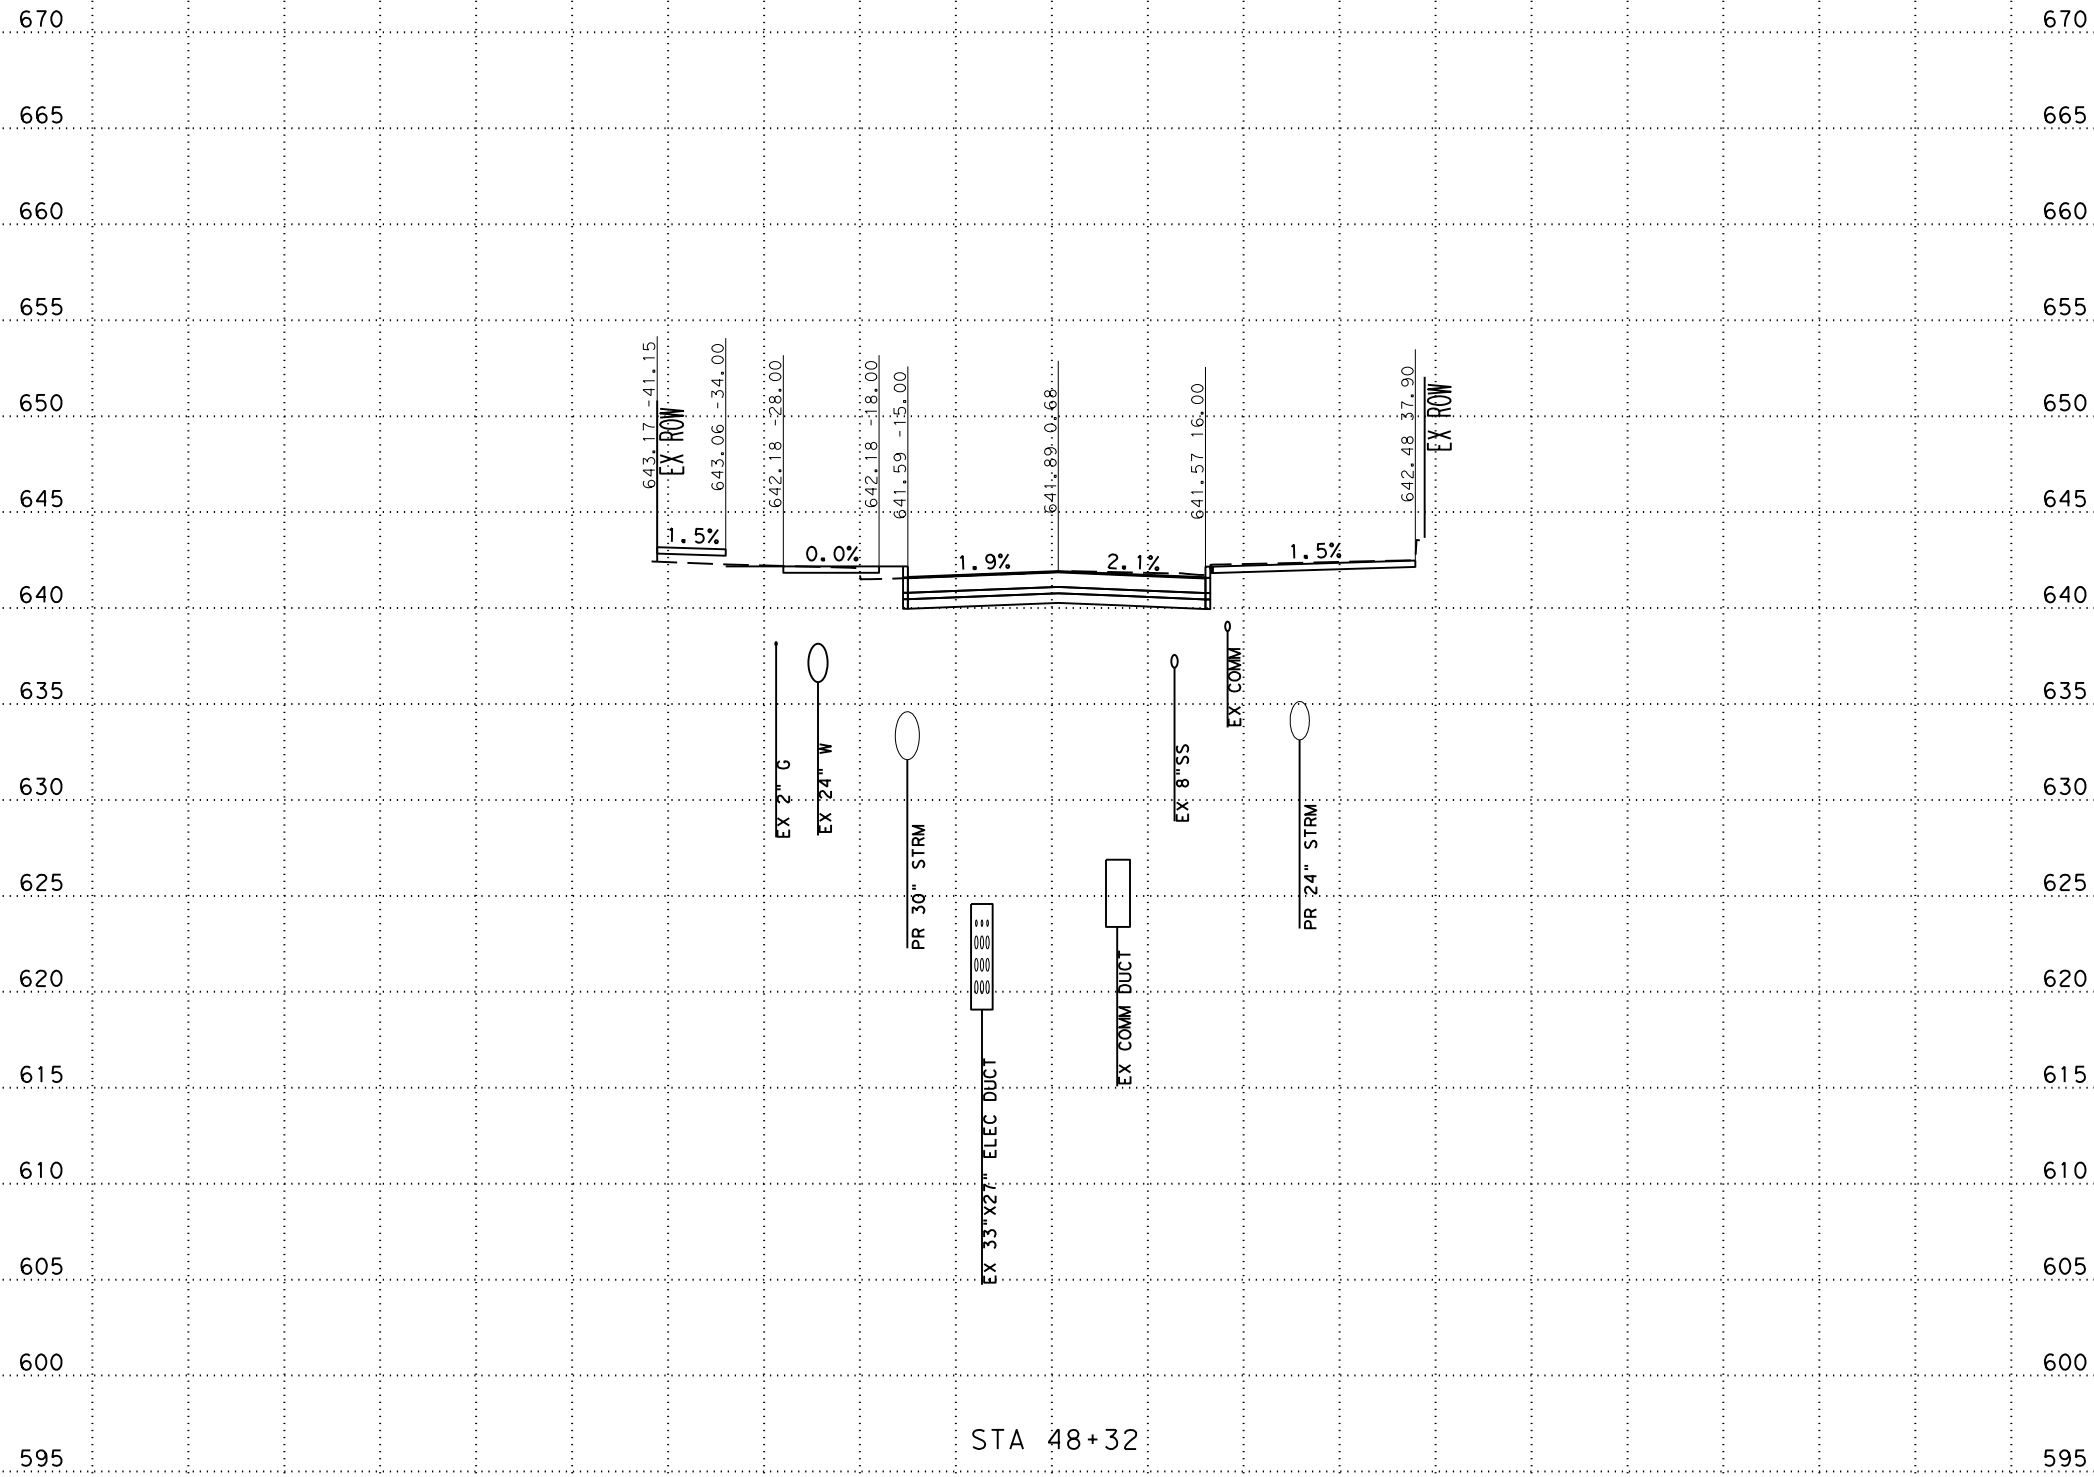 670 670
665 665
660 660
655 655
650 650
645 645
640 640
635 635
630 630
625 625
620 620
615 615
610 610
605 605
600 600
595 595
643.17 -41.15
EX ROW
643.06 -34.00
642.18 -28.00
642.18 -18.00
641.59 -15.00
641.89 0.68
641.57 16.00
642.48 37.90
EX ROW
1.5%
0.0%
1.9%
2.1%
1.5%
EX 2" G
EX 24" W
PR 30" STRM
EX 33"X27" ELEC DUCT
EX COMM DUCT
EX 8"SS
EX COMM
PR 24" STRM
STA 48+32